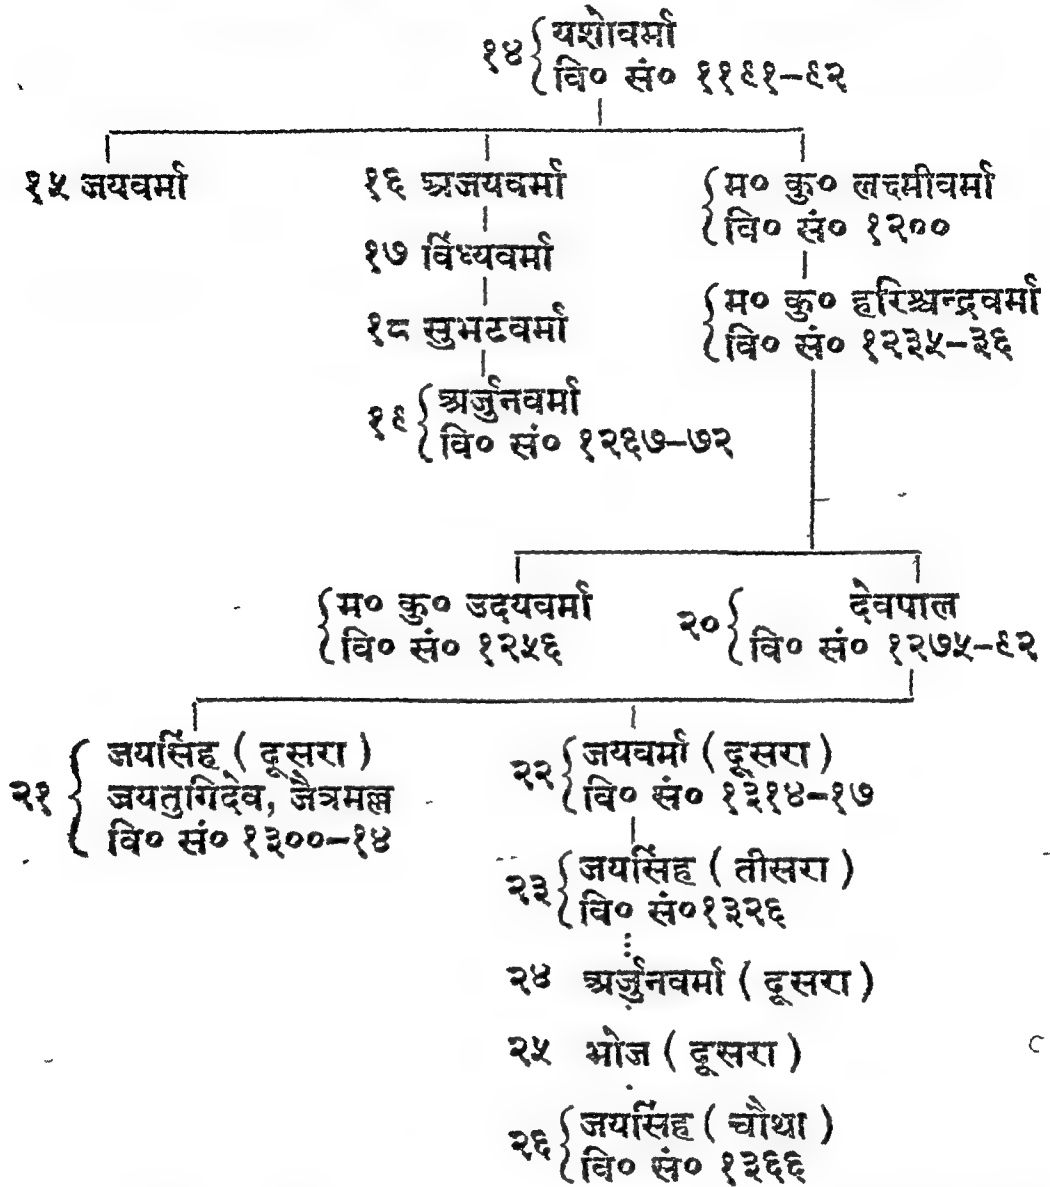 १४ यशोवर्मा
वि० सं० ११९१-९२
१५ जयवर्मा
१६ अजयवर्मा
म० कु० लक्ष्मीवर्मा
वि० सं० १२००
१७ विंध्यवर्मा
म० कु० हरिश्चन्द्रवर्मा
वि० सं० १२३५-३६
१८ सुभटवर्मा
१९ अर्जुनवर्मा
वि० सं० १२६७-७२
म० कु० उदयवर्मा
वि० सं० १२५६
२० देवपाल
वि० सं० १२७५-९२
२१ जयसिंह ( दूसरा )
जयतुगिदेव, जैत्रमल्ल
वि० सं० १३००-१४
२२ जयवर्मा ( दूसरा )
वि० सं० १३१४-१७
२३ जयसिंह ( तीसरा )
वि० सं०१३२६
२४ अर्जुनवर्मा ( दूसरा )
२५ भोज ( दूसरा )
२६ जयसिंह ( चौथा )
वि० सं० १३६६